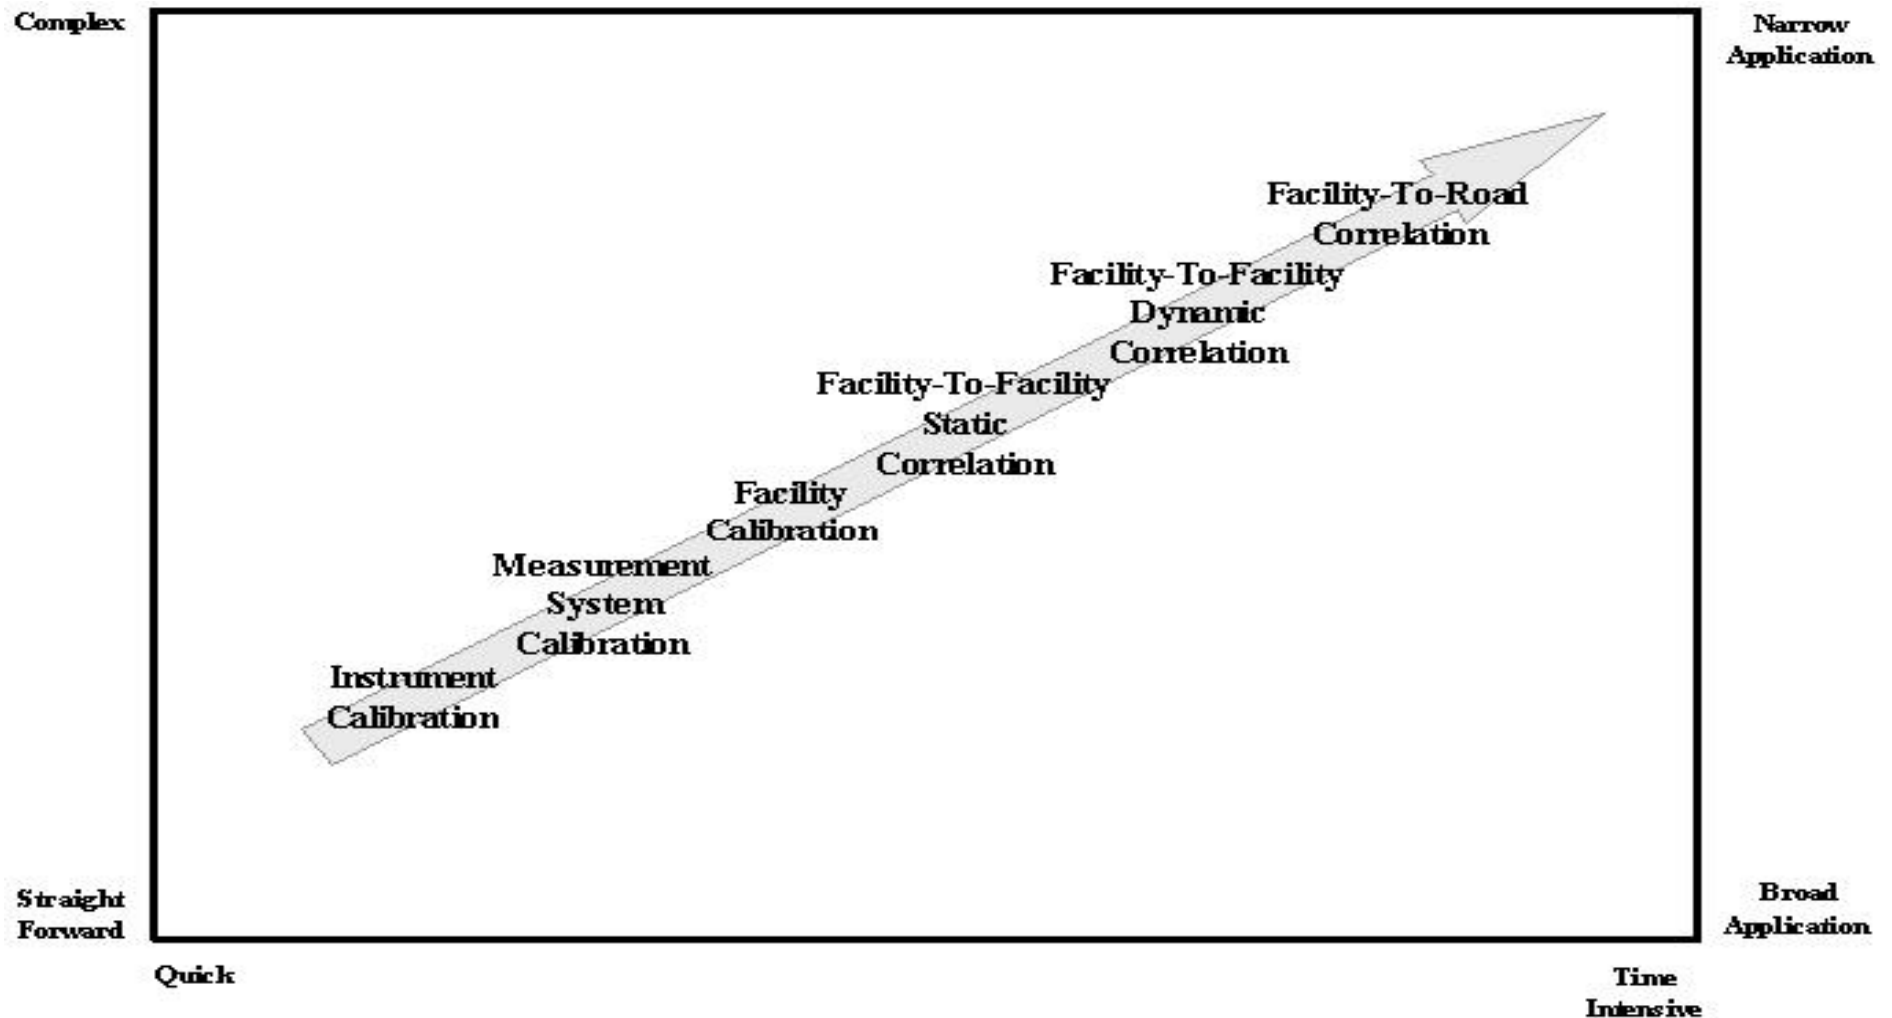 Complex
Narrow
Application
Facility-To-Road
Correlation
Facility-To-Facility
Dynamic
Correlation
Facility-To-Facility
Static
Correlation
Facility
Calibration
Measurement
System
Calibration
Instrument
Calibration
Straight
Forward
Broad
Application
Quick
Time
Intensive